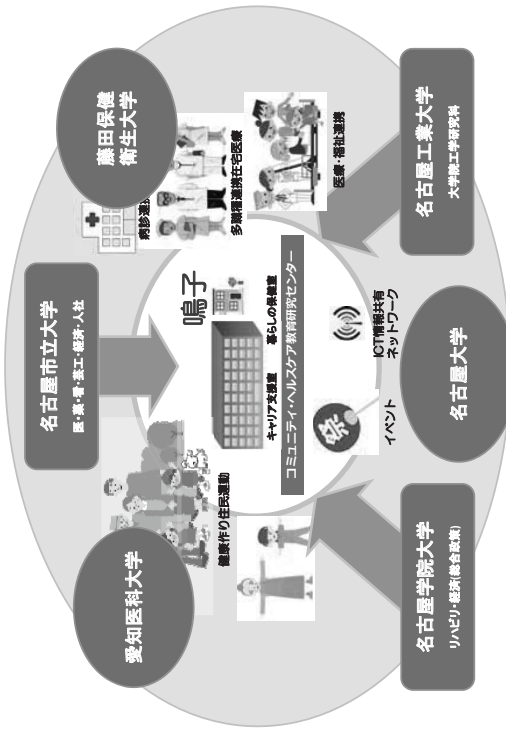 愛知医科大学
名古屋市立大学
医・薬・看・芸工・経済・人社
藤田保健
衛生大学
病診連携
多職種連携在宅医療
鳴子
健康作り住民運動
キャリア支援室
暮らしの保健室
コミュニティ・ヘルスケア教育研究センター
医療・福祉連携
祭
イベント
ICT情報共有
ネットワーク
名古屋学院大学
リハビリ・経済(総合政策)
名古屋大学
名古屋工業大学
大学院工学研究科